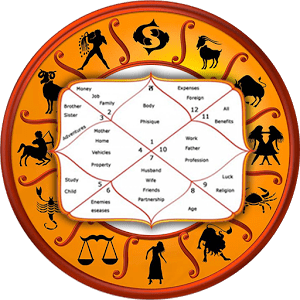 Money
Job
Family
Expenses
Foreign
Brother
Sister
2
Body
12
All
3
11
Benefits
Phisique
Adventures
Mother
Home
Vehicles
Property
1
4 10
7
Work
Father
Profession
Study
Child
5
6
Husband
Wife
Friends
Partnership
8
9
Luck
Religion
Enemies
eseases
Age